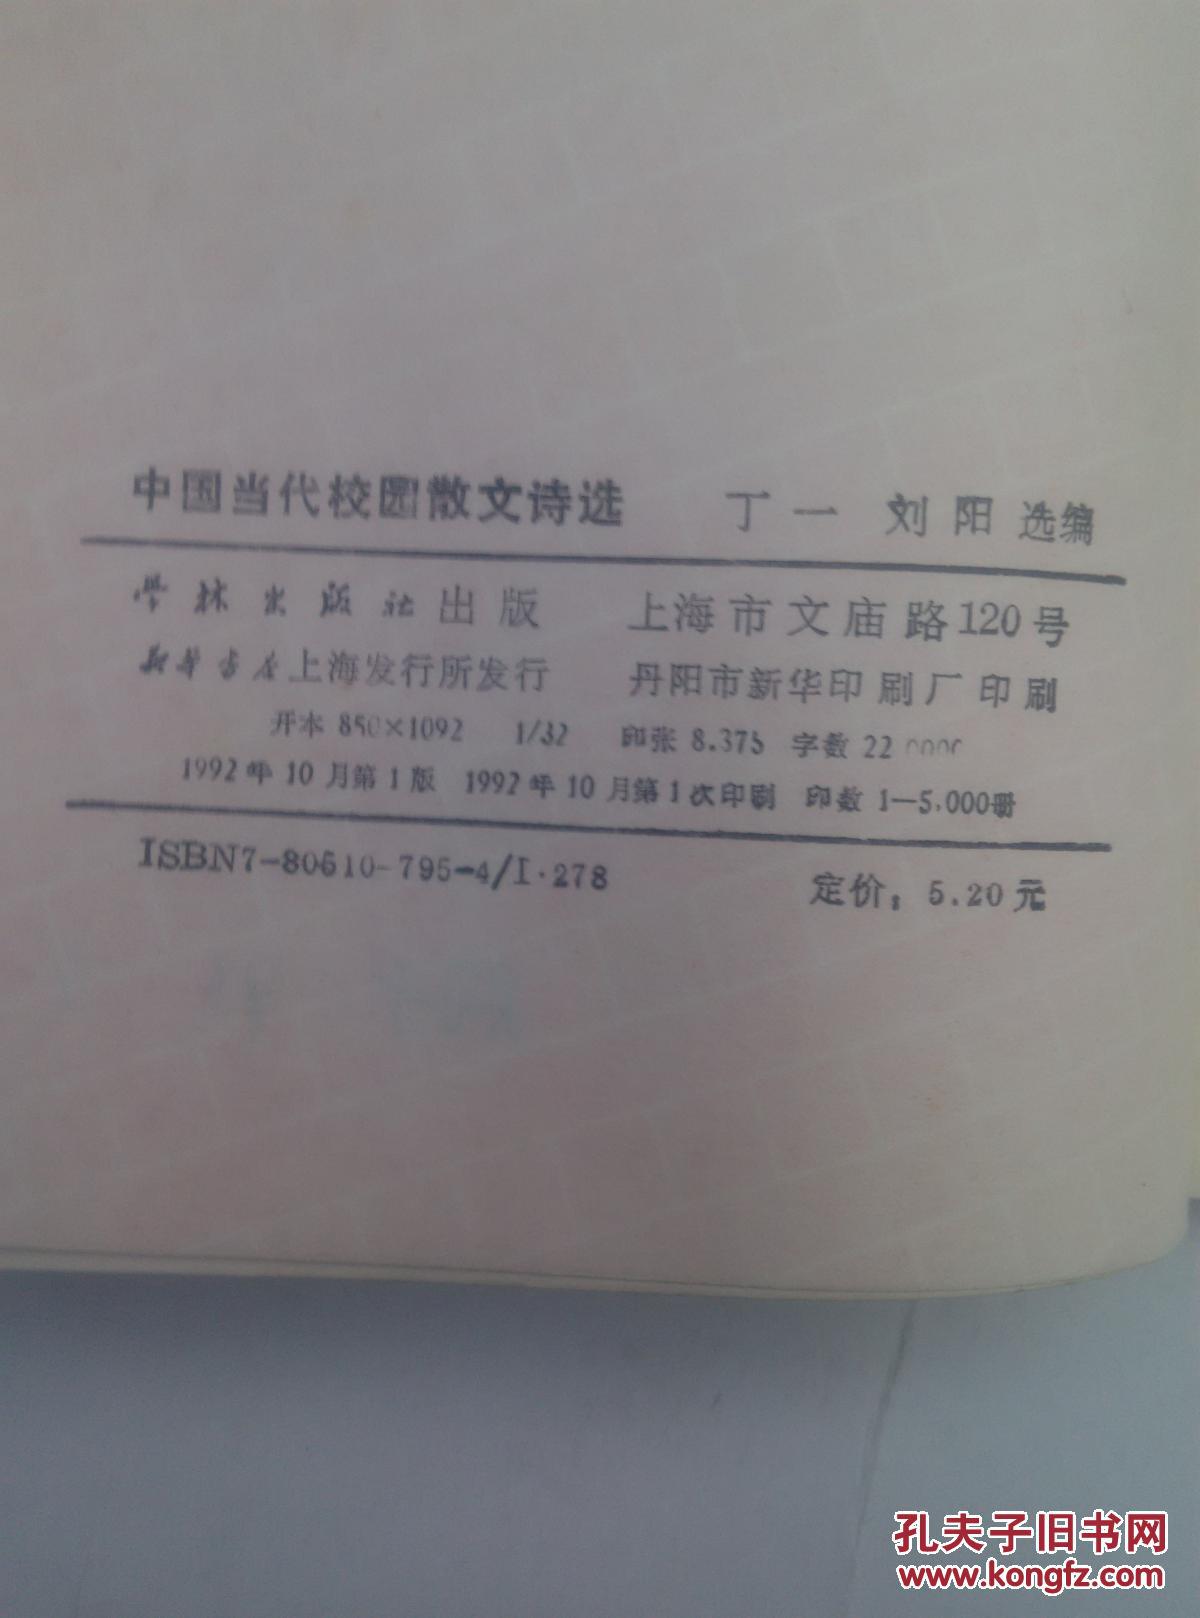 中国当代校园散文诗选 丁一 刘阳 选编
学林出版社出版 上海市文庙路120号
新华书店上海发行所发行 丹阳市新华印刷厂印刷
开本 850×1092 1/32 印张 8.375 字数 22 0000
1992年10月第1版 1992年10月第1次印刷 印数 1—5,000册
ISBN7-80510-795-4/I·278 定价：5.20元
孔夫子旧书网
www.kongfz.com